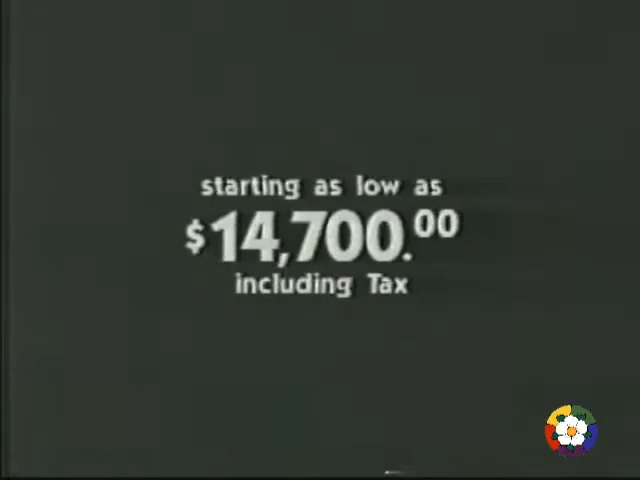 starting as low as
$14,700.00
including Tax